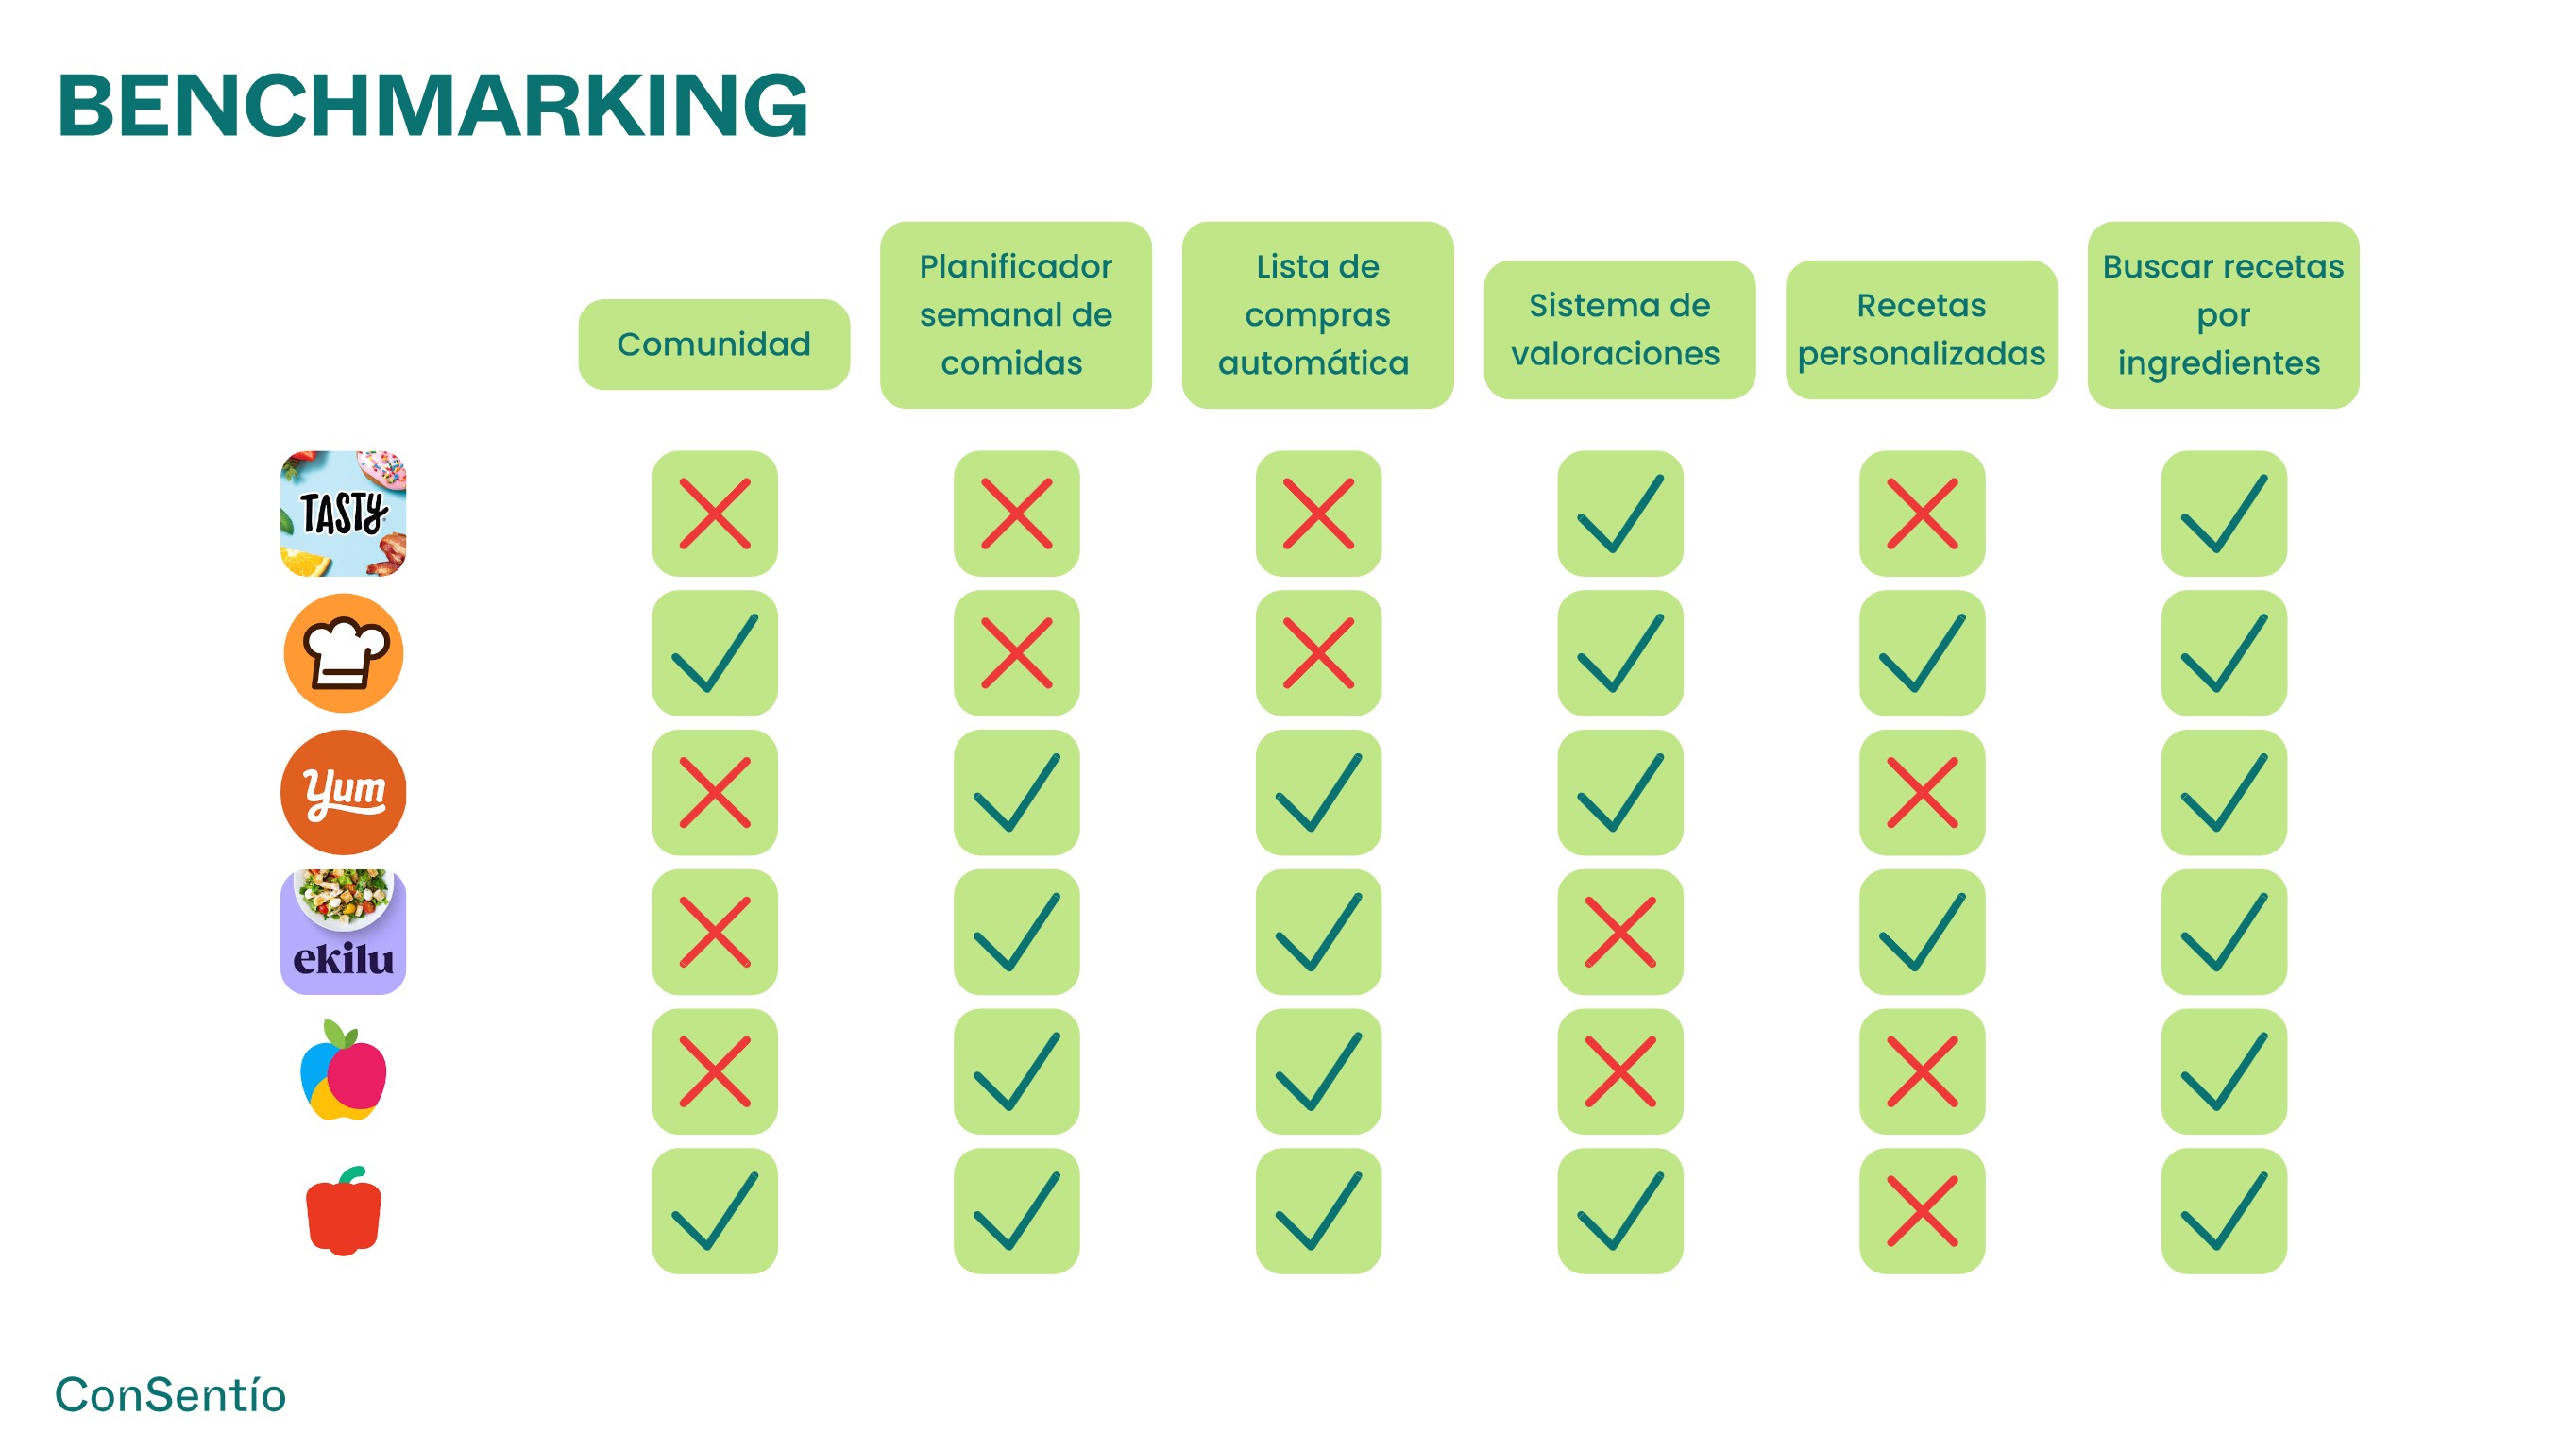 BENCHMARKING
Comunidad
Planificador
semanal de
comidas
Lista de
compras
automática
Sistema de
valoraciones
Recetas
personalizadas
Buscar recetas
por
ingredientes
TASTY
Yum
ekilu
ConSentío